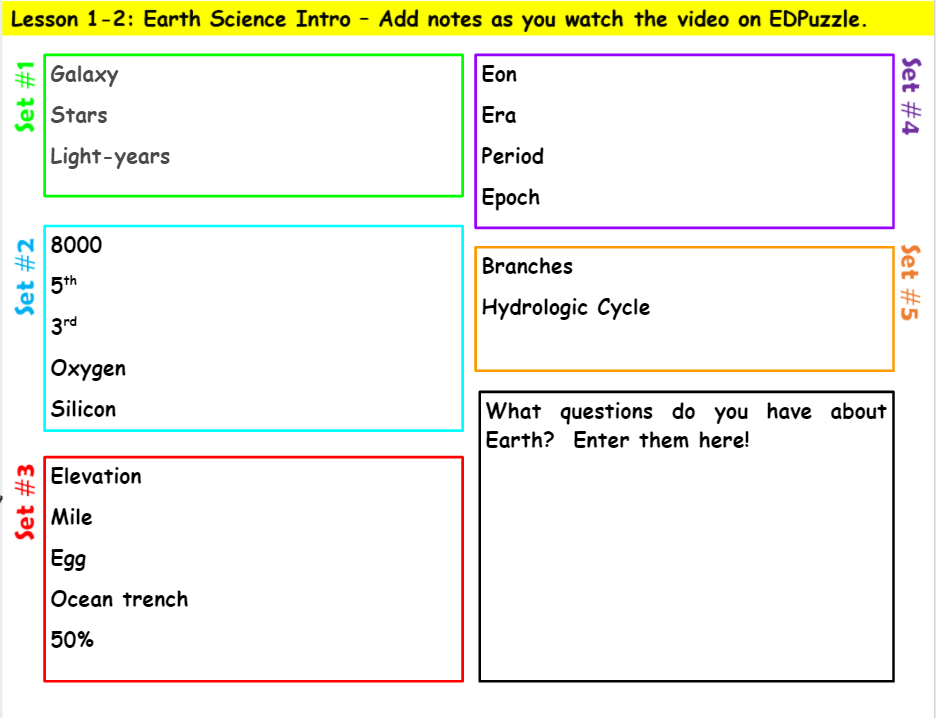 Lesson 1-2: Earth Science Intro – Add notes as you watch the video on EDPuzzle.
Set #1
Galaxy
Stars
Light-years
Set #2
8000
5th
3rd
Oxygen
Silicon
Set #3
Elevation
Mile
Egg
Ocean trench
50%
Set #4
Eon
Era
Period
Epoch
Set #5
Branches
Hydrologic Cycle
What questions do you have about
Earth? Enter them here!